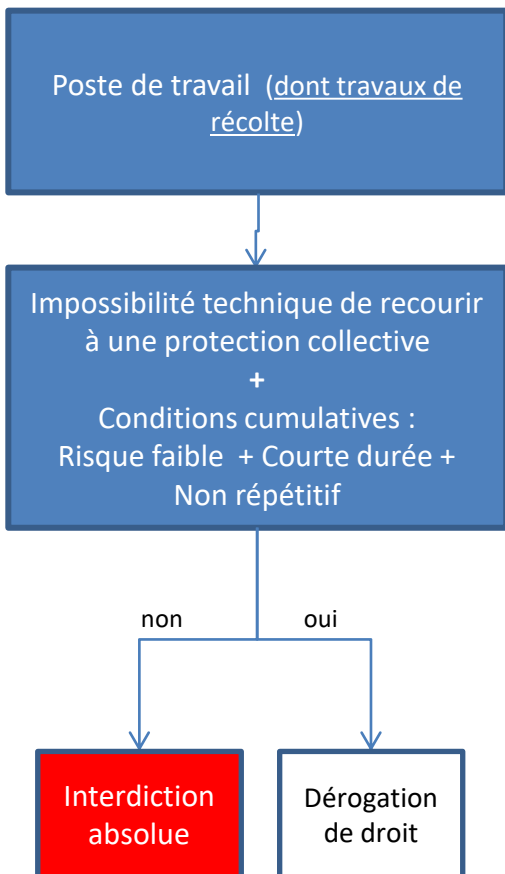 Poste de travail (dont travaux de
récolte)
Impossibilité technique de recourir
à une protection collective
+
Conditions cumulatives :
Risque faible + Courte durée +
Non répétitif
non
oui
Interdiction
absolue
Dérogation
de droit